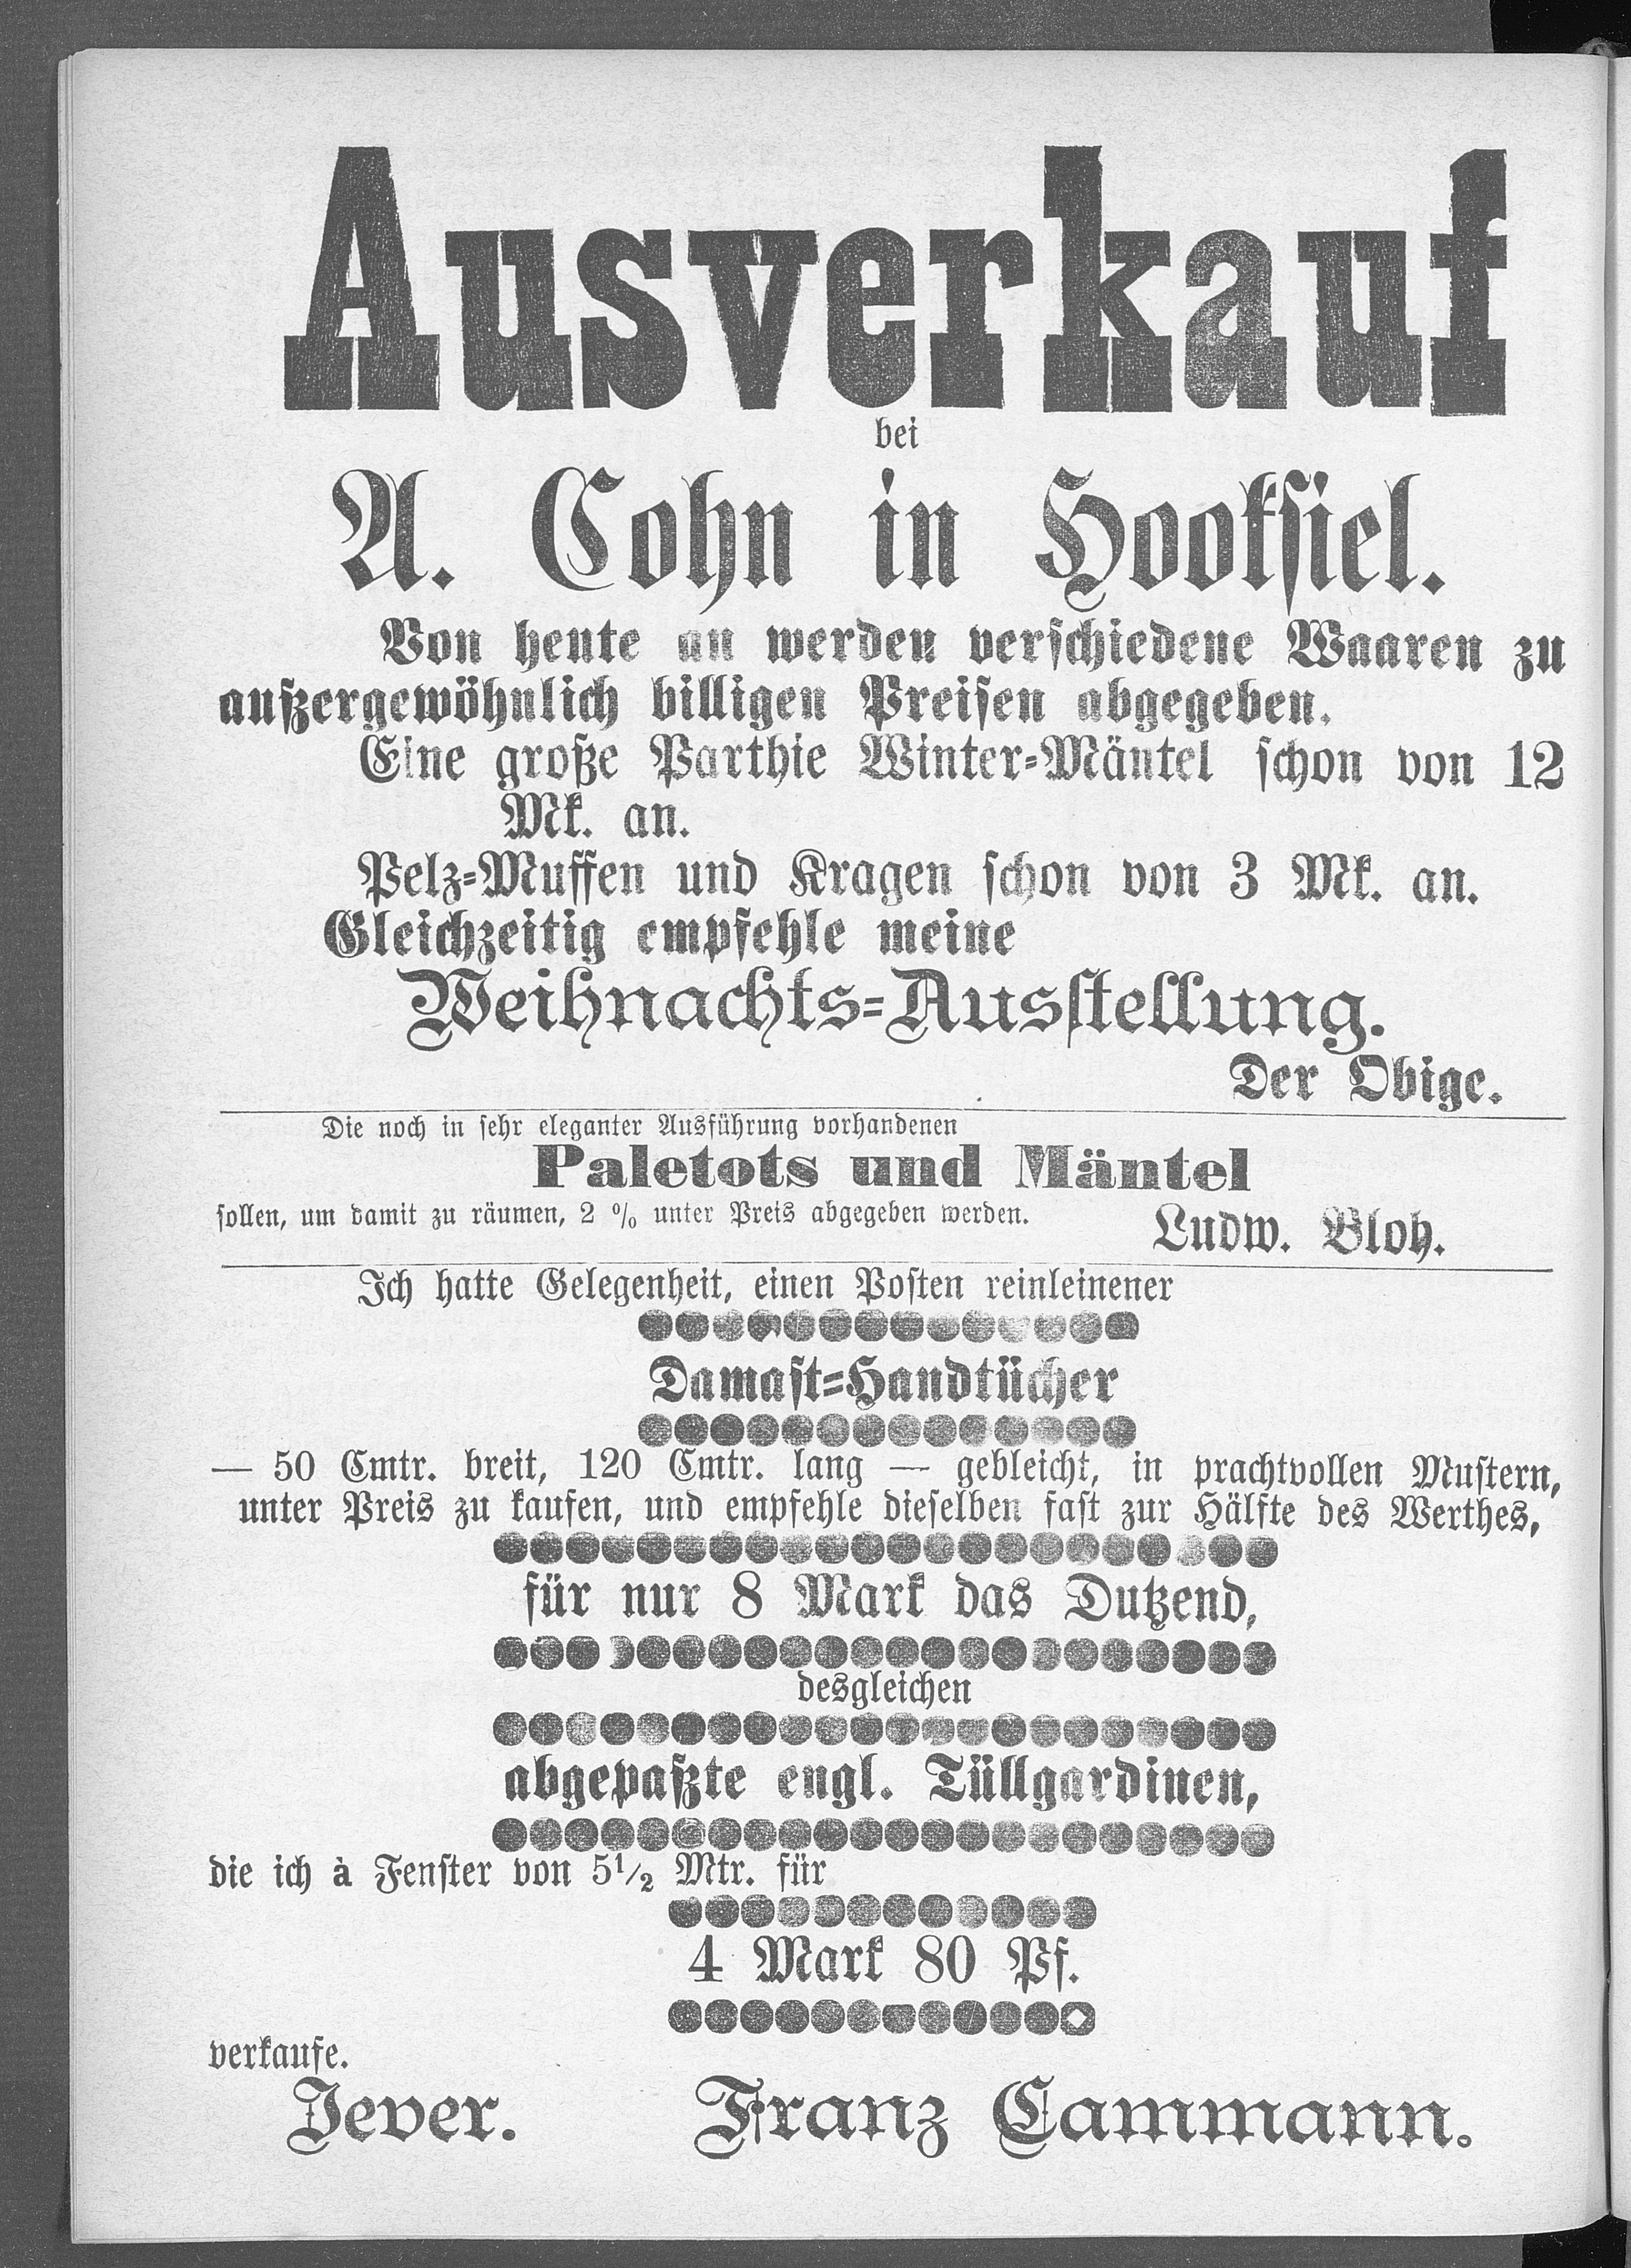 Ausverkauf
bei
A. Cohn in Hooksiel.
Von heute an werden verschiedene Waaren zu
außergewöhnlich billigen Preisen abgegeben.
Eine große Parthie Winter-Mäntel schon von 12
Mk. an.
Pelz-Muffen und Kragen schon von 3 Mk. an.
Gleichzeitig empfehle meine
Weihnachts-Ausstellung.
Der Obige.
Die noch in sehr eleganter Ausführung vorhandenen
Paletots und Mäntel
sollen, um damit zu räumen, 2 % unter Preis abgegeben werden.
Ludw. Bloh.
Ich hatte Gelegenheit, einen Posten reinleinener
Damast-Handtücher
— 50 Cmtr. breit, 120 Cmtr. lang — gebleicht, in prachtvollen Mustern,
unter Preis zu kaufen, und empfehle dieselben fast zur Hälfte des Werthes,
für nur 8 Mark das Dutzend,
desgleichen
abgepaßte engl. Tüllgardinen,
die ich à Fenster von 5½ Mtr. für
4 Mark 80 Pf.
verkaufe.
Jever. Franz Cammann.